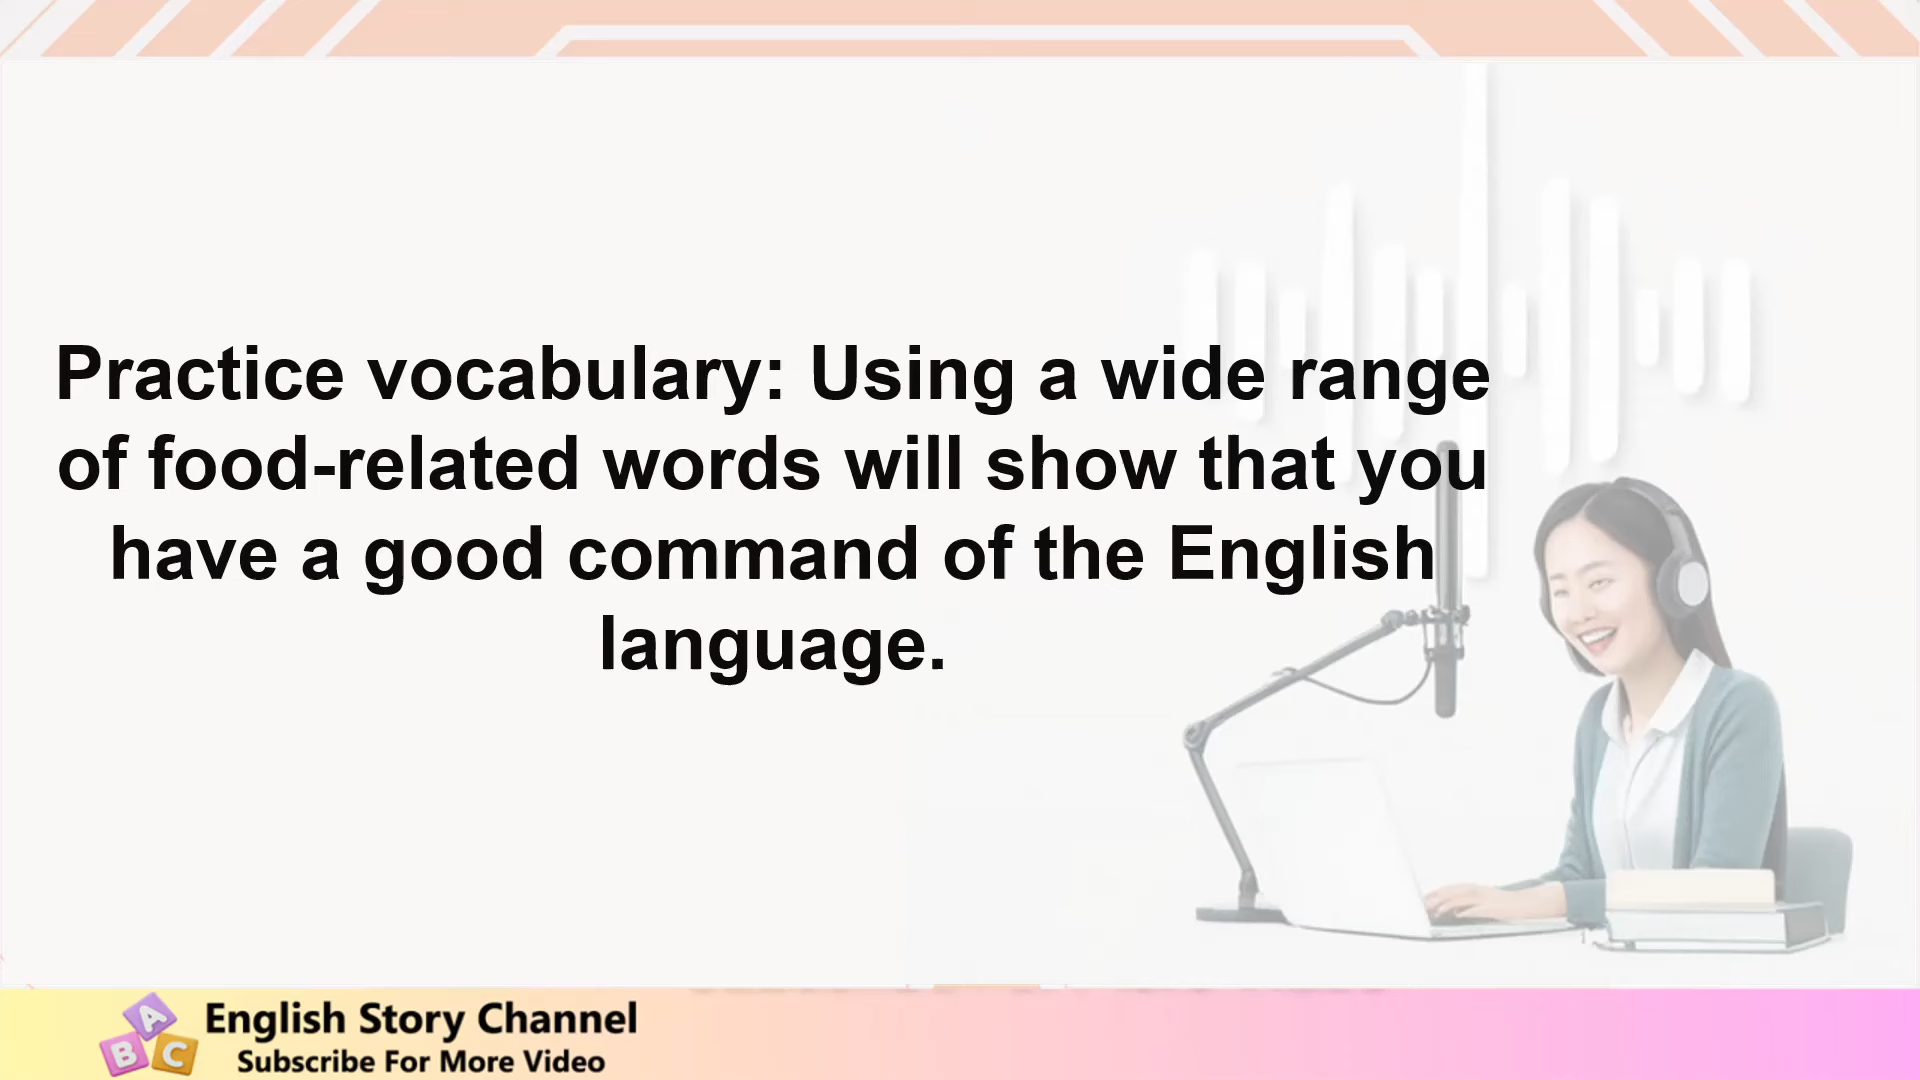 Practice vocabulary: Using a wide range
of food-related words will show that you
have a good command of the English
language.
A
B
C
English Story Channel
Subscribe For More Video